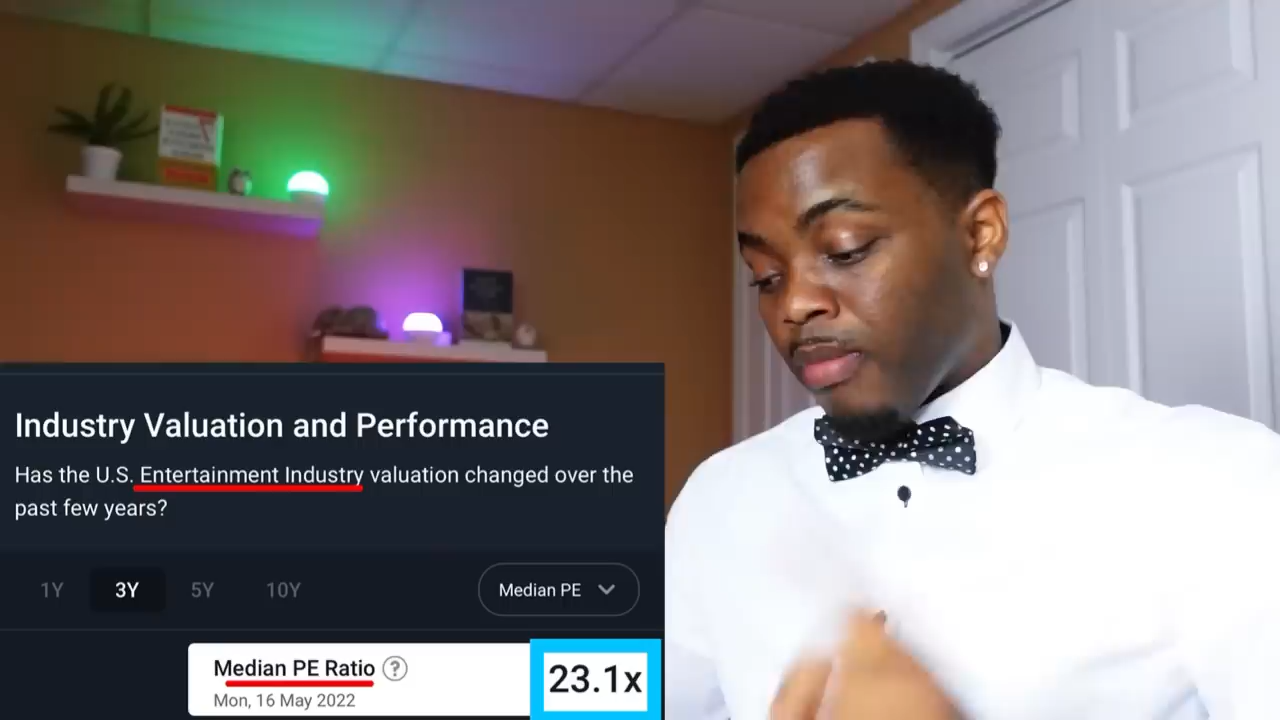 Industry Valuation and Performance
Has the U.S. Entertainment Industry valuation changed over the
past few years?
1Y 3Y 5Y 10Y Median PE
Median PE Ratio ?
Mon, 16 May 2022
23.1x